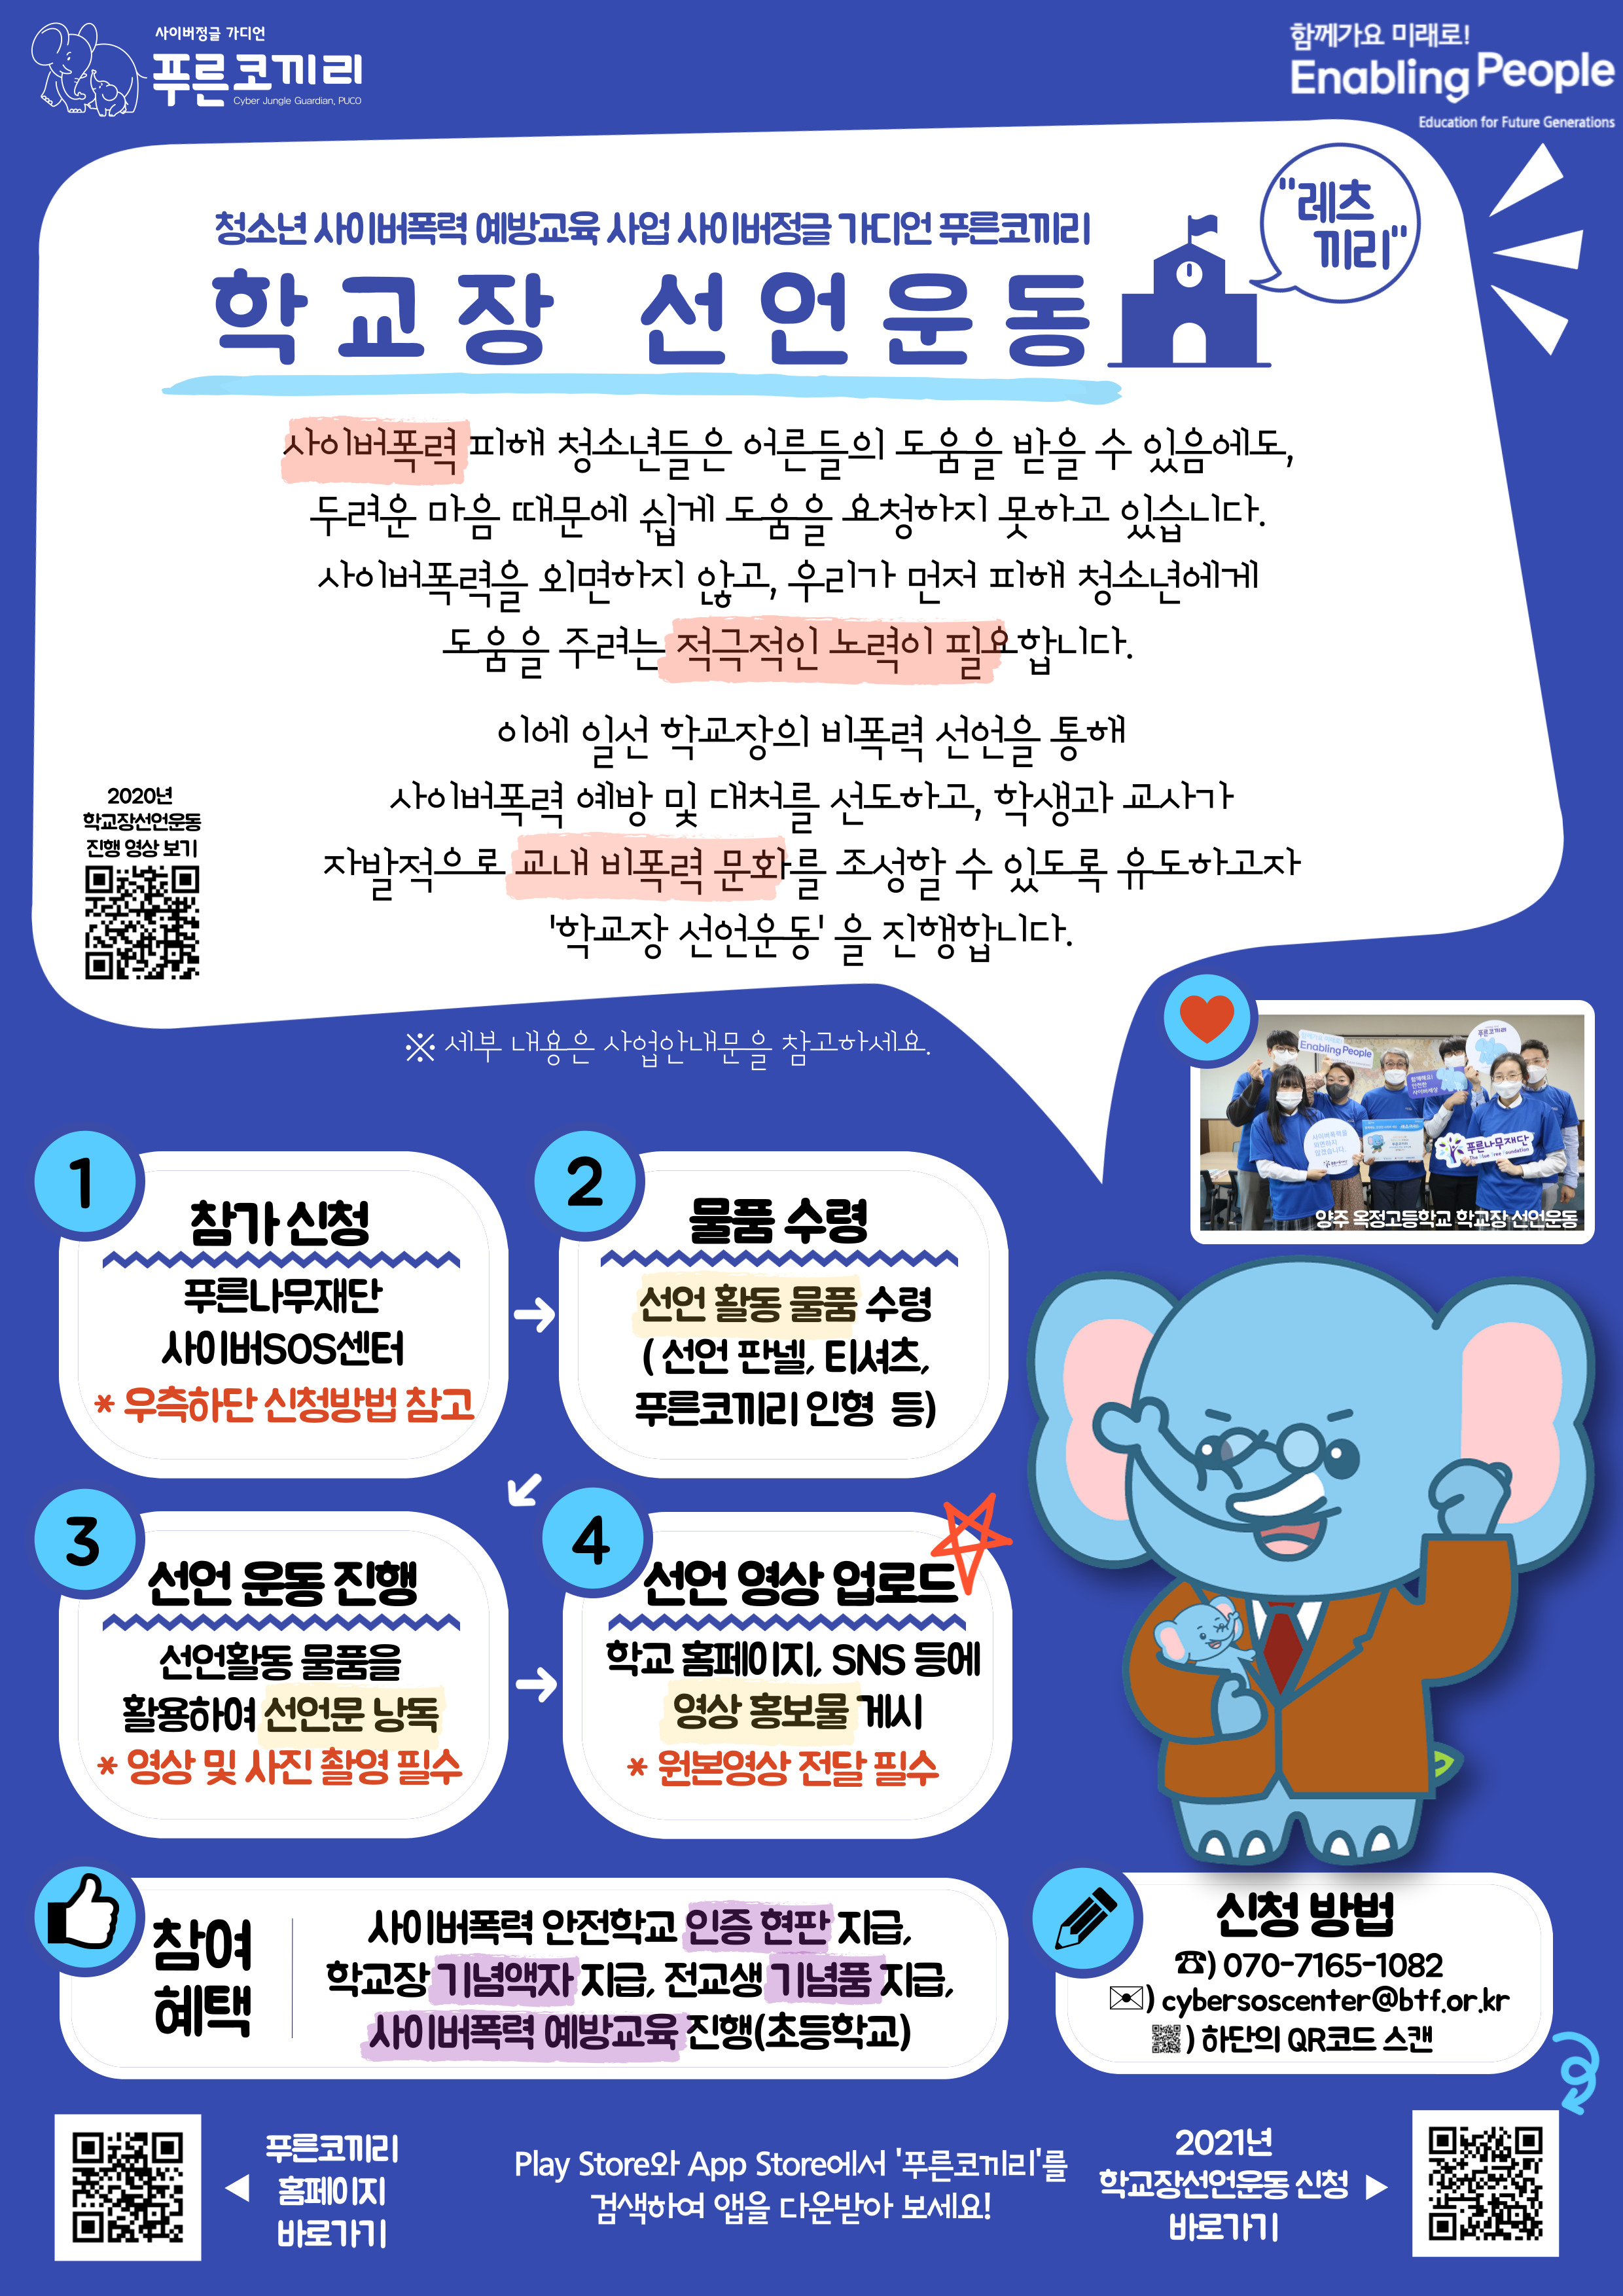 사이버정글 가디언
푸른코끼리
Cyber Jungle Guardian, PUCO
함께가요 미래로!
Enabling People
Education for Future Generations
"레츠
끼리"
청소년 사이버폭력 예방교육 사업 사이버정글 가디언 푸른코끼리
학교장 선언운동
사이버폭력 피해 청소년들은 어른들의 도움을 받을 수 있음에도,
두려운 마음 때문에 쉽게 도움을 요청하지 못하고 있습니다.
사이버폭력을 외면하지 않고, 우리가 먼저 피해 청소년에게
도움을 주려는 적극적인 노력이 필요합니다.
이에 일선 학교장의 비폭력 선언을 통해
사이버폭력 예방 및 대처를 선도하고, 학생과 교사가
자발적으로 교내 비폭력 문화를 조성할 수 있도록 유도하고자
'학교장 선언운동' 을 진행합니다.
2020년
학교장선언운동
진행 영상 보기
※ 세부 내용은 사업안내문을 참고하세요.
Enabling People
푸른코끼리
사이버폭력을
외면하지
않겠습니다.
푸른나무재단
The Blue Tree Foundation
양주 옥정고등학교 학교장 선언운동
1
참가 신청
푸른나무재단
사이버SOS센터
* 우측하단 신청방법 참고
2
물품 수령
선언 활동 물품 수령
( 선언 판넬, 티셔츠,
푸른코끼리 인형 등)
3
선언 운동 진행
선언활동 물품을
활용하여 선언문 낭독
* 영상 및 사진 촬영 필수
4
선언 영상 업로드
학교 홈페이지, SNS 등에
영상 홍보물 게시
* 원본영상 전달 필수
참여
혜택
사이버폭력 안전학교 인증 현판 지급,
학교장 기념액자 지급, 전교생 기념품 지급,
사이버폭력 예방교육 진행(초등학교)
신청 방법
☎) 070-7165-1082
✉) cybersoscenter@btf.or.kr
) 하단의 QR코드 스캔
푸른코끼리
홈페이지
바로가기
Play Store와 App Store에서 '푸른코끼리'를
검색하여 앱을 다운받아 보세요!
2021년
학교장선언운동 신청
바로가기